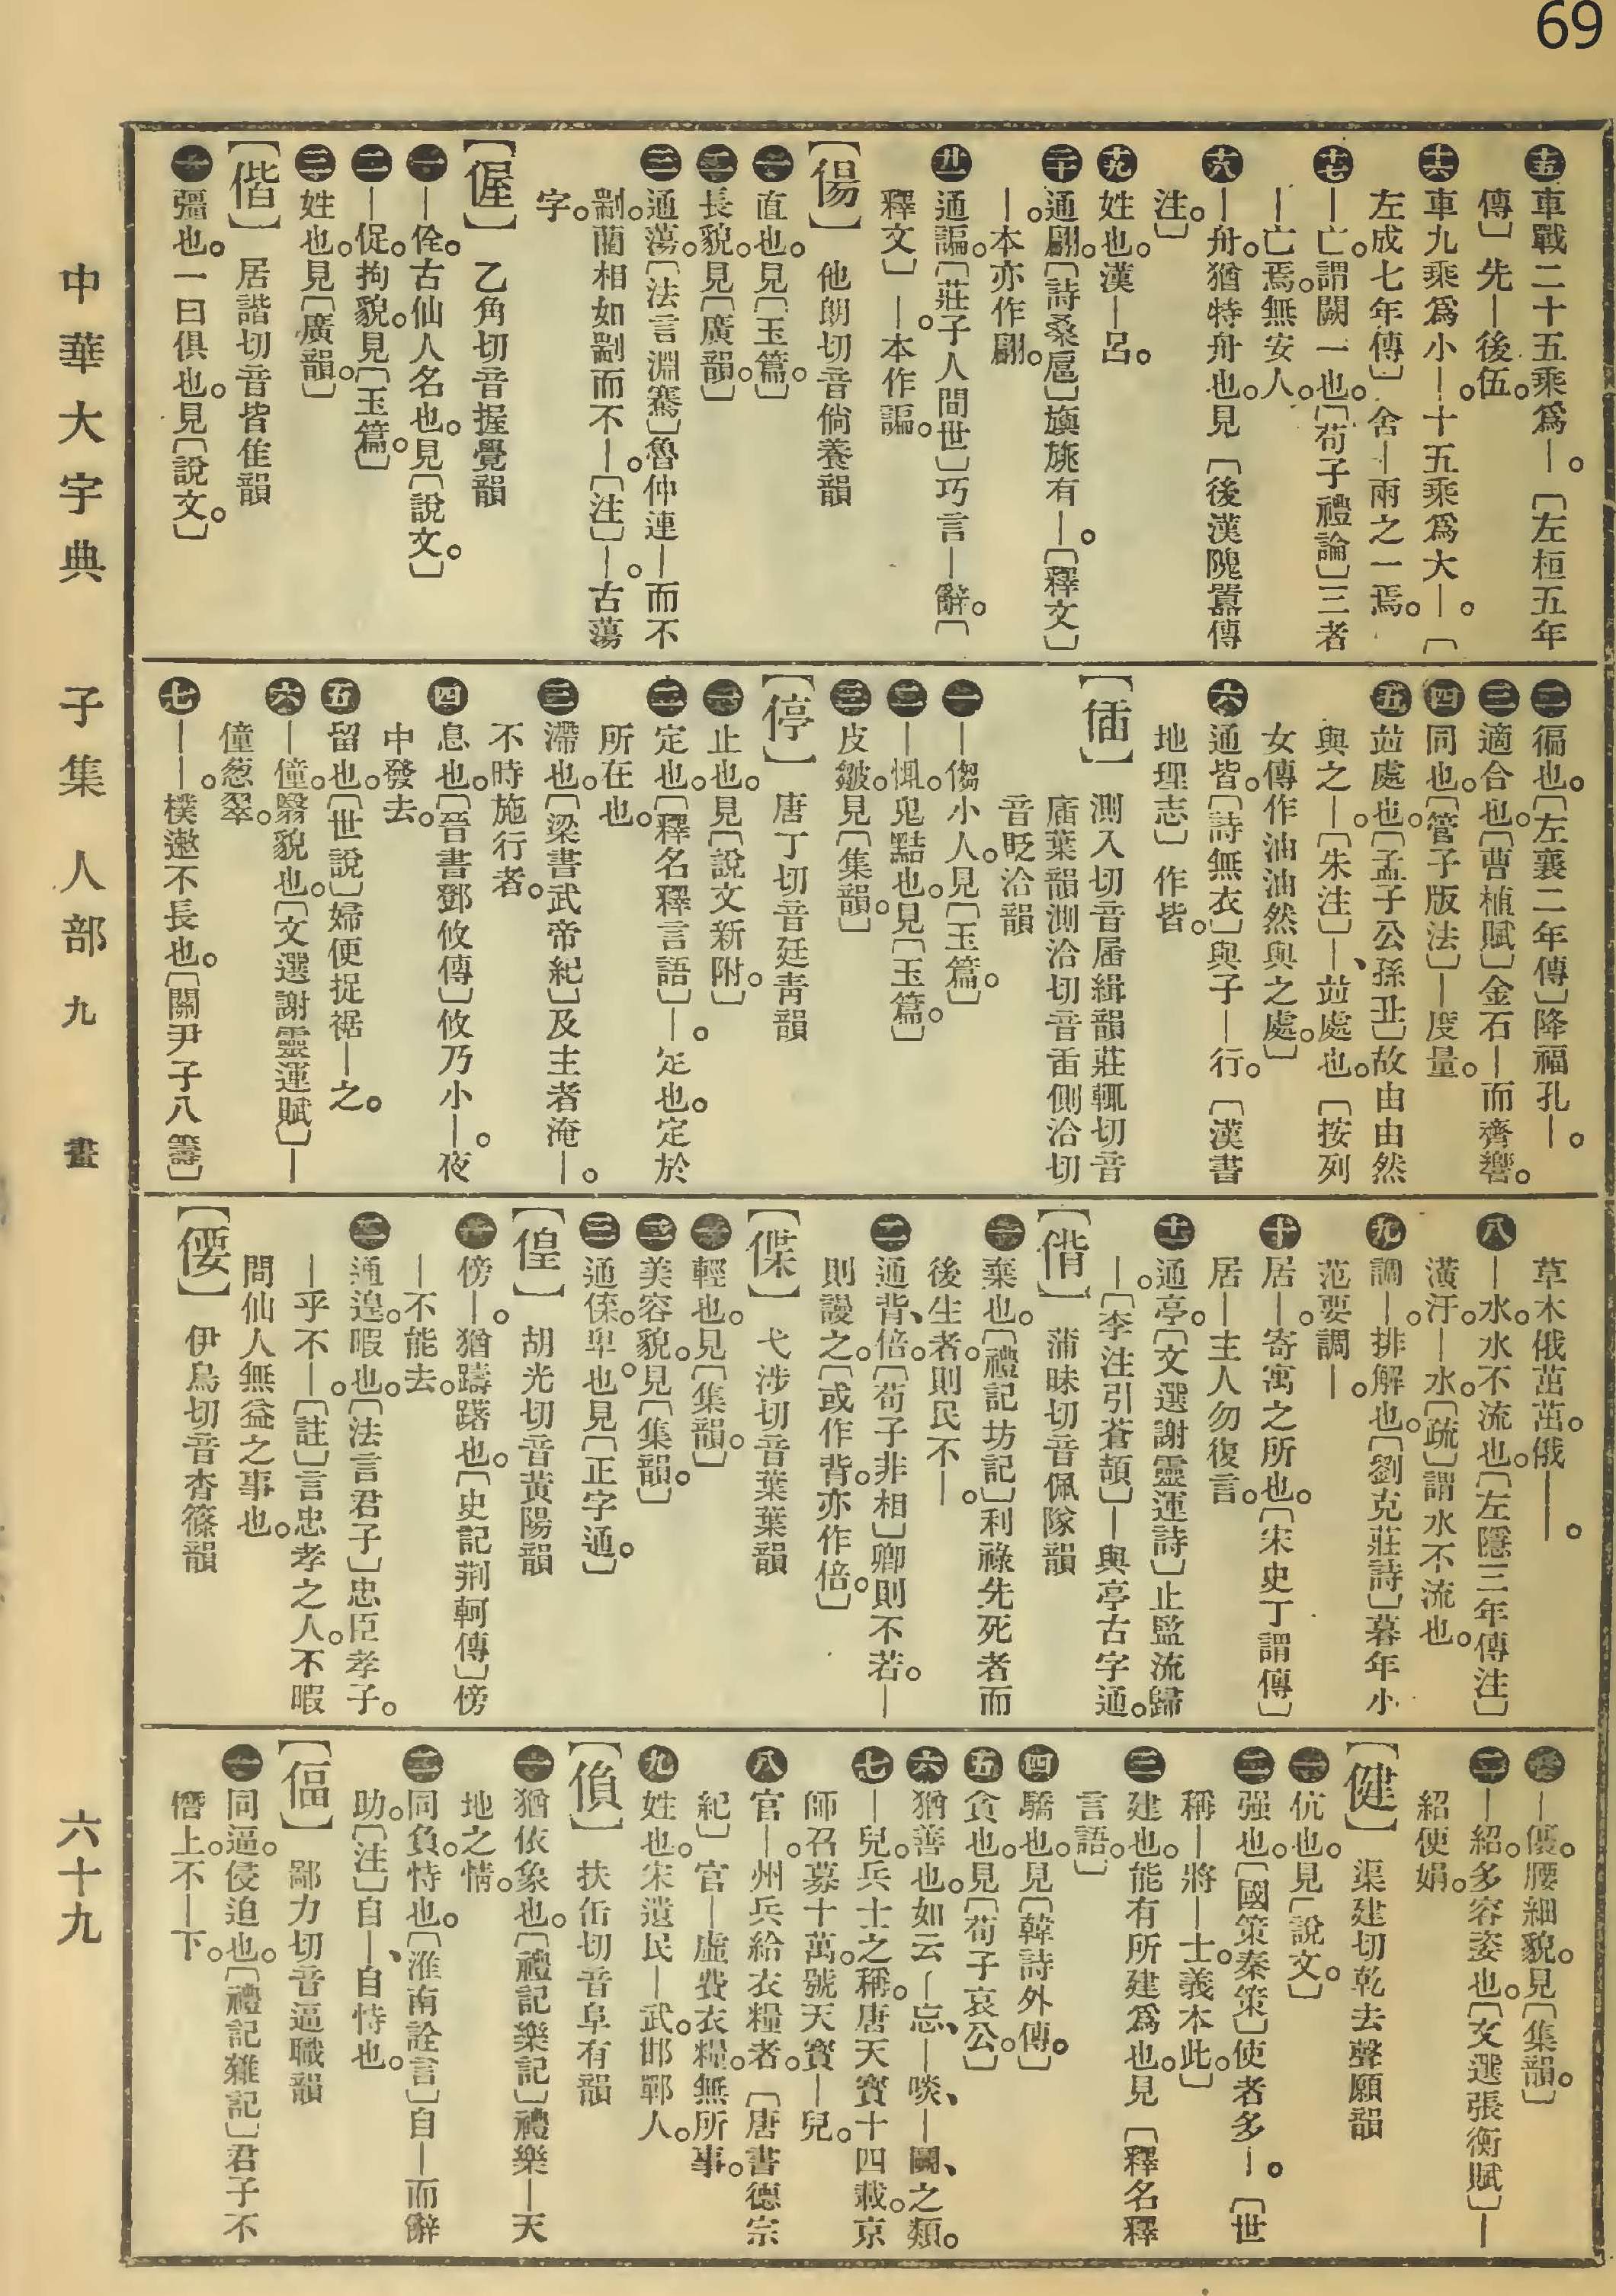 69
中華大字典　子集　人部　九畫　六十九
⓯車戰二十五乘爲—。〔左桓五年
傳〕先—後伍。
⓰車九乘爲小—。十五乘爲大—。〔
左成七年傳〕舍—兩之一焉。
⓱—亡。謂闕一也。〔荀子禮論〕三者
—亡焉。無安人。
⓲—舟。猶特舟也。見〔後漢隗囂傳
注。〕
⓳姓也。漢—呂。
⓴通翩。〔詩桑扈〕旟旐有—。〔釋文〕
—。本亦作翩。
廿一通諞。〔莊子人間世〕巧言—辭。〔
釋文〕—本作諞。
【偒】他朗切音倘養韻
一直也。見〔玉篇。〕
二長貌。見〔廣韻。〕
三通蕩。〔法言淵騫〕魯仲連—而不
劏。藺相如劏而不—。〔注〕—。古蕩
字。
【偓】乙角切音握覺韻
一—佺。古仙人名也。見〔說文。〕
二—促。拘貌。見〔玉篇。〕
三姓也。見〔廣韻。〕
【偕】居諧切音皆佳韻
一彊也。一曰俱也。見〔說文。〕
二徧也。〔左襄二年傳〕降福孔—。
三適合也。〔曹植賦〕金石—而齊響。
四同也。〔管子版法〕—度量。
五竝處也。〔孟子公孫丑〕故由由然
與之—。〔朱注〕—、竝處也。〔按列
女傳作油油然與之處。〕
六通皆。〔詩無衣〕與子—行。〔漢書
地理志〕作皆。
【偛】測入切音届緝韻莊輒切音
庿葉韻測洽切音臿側洽切
音眨洽韻
一—㑳。小人。見〔玉篇。〕
二—惧。鬼黠也。見〔玉篇。〕
三皮皺。見〔集韻。〕
【停】唐丁切音廷青韻
一止也。見〔說文新附。〕
二定也。〔釋名釋言語〕—。定也。定於
所在也。
三滯也。〔梁書武帝紀〕及主者淹—。
不時施行者。
四息也。〔晉書鄧攸傳〕攸乃小—。夜
中發去。
五留也。〔世說〕婦便捉裾—之。
六—僮。翳貌也。〔文選謝靈運賦〕—
僮葱翠。
七——。樸遬不長也。〔關尹子八籌〕
草木俄茁茁。俄——。
八—水。水不流也。〔左隱三年傳注〕
潢汙—水。〔疏〕謂水不流也。
九調—。排解也。〔劉克莊詩〕暮年小
范要調—。
十居—。寄寓之所也。〔宋史丁謂傳〕
居—主人勿復言。
十一通亭。〔文選謝靈運詩〕止監流歸
—。〔李注引蒼頡〕—與亭古字通。
【偝】蒲昧切音佩隊韻
一棄也。〔禮記坊記〕利祿先死者而
後生者。則民不—。
二通背、倍。〔荀子非相〕鄉則不若。—
則謾之。〔或作背。亦作倍。〕
【偞】弋涉切音葉葉韻
一輕也。見〔集韻。〕
二美容貌。見〔集韻。〕
三通傑。卑也。見〔正字通。〕
【偟】胡光切音黃陽韻
一傍—。猶躊躇也。〔史記荊軻傳〕傍
—不能去。
二通遑。暇也。〔法言君子〕忠臣孝子。
—乎不—。〔註〕言忠孝之人。不暇
問仙人無益之事也。
【偠】伊鳥切音杳篠韻
一—優。腰細貌。見〔集韻。〕
二—紹。多容姿也。〔文選張衡賦〕—
紹便娟。
【健】渠建切乾去聲願韻
一伉也。見〔說文。〕
二强也。〔國策秦策〕使者多—。〔世
稱—將—士。義本此。〕
三建也。能有所建爲也。見〔釋名釋
言語。〕
四驕也。見〔韓詩外傳。〕
五貪也。見〔荀子哀公。〕
六猶善也。如云—忘、—啖、—鬬、之類。
七—兒。兵士之稱。唐天寶十四載。京
師召募十萬。號天寶—兒。
八官—。州兵給衣糧者。〔唐書德宗
紀〕官—虛費衣糧。無所事。
九姓也。宋遺民—武。邯鄲人。
【偩】扶缶切音阜有韻
一猶依象也。〔禮記樂記〕禮樂—天
地之情。
二同負。恃也。〔淮南詮言〕自—而辭
助。〔注〕自—、自恃也。
【偪】鄙力切音逼職韻
一同逼。侵迫也。〔禮記雜記〕君子不
僭上。不—下。